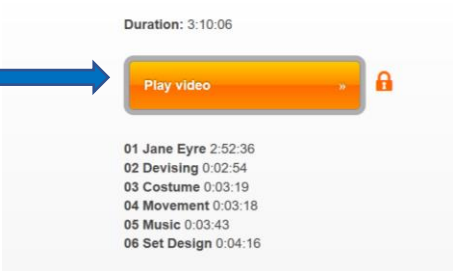 Duration: 3:10:06
Play video »
01 Jane Eyre 2:52:36
02 Devising 0:02:54
03 Costume 0:03:19
04 Movement 0:03:18
05 Music 0:03:43
06 Set Design 0:04:16